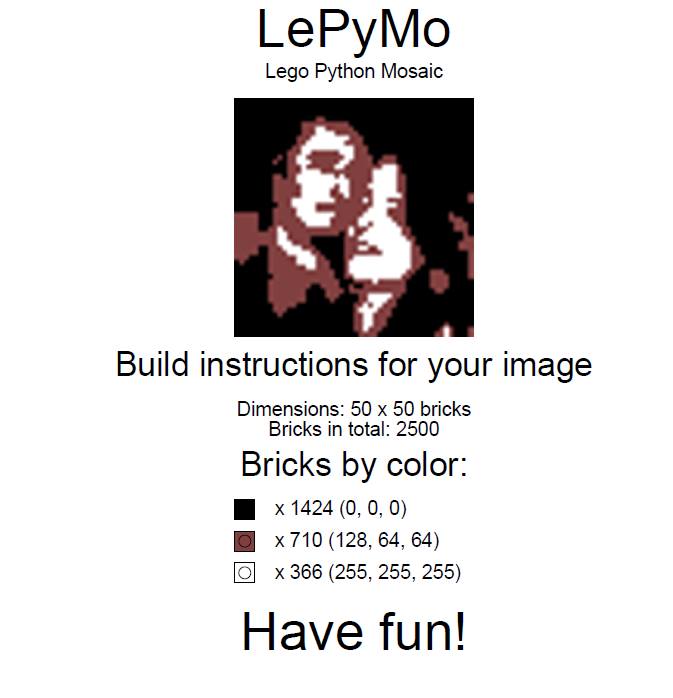 LePyMo
Lego Python Mosaic
Build instructions for your image
Dimensions: 50 x 50 bricks
Bricks in total: 2500
Bricks by color:
x 1424 (0, 0, 0)
x 710 (128, 64, 64)
x 366 (255, 255, 255)
Have fun!